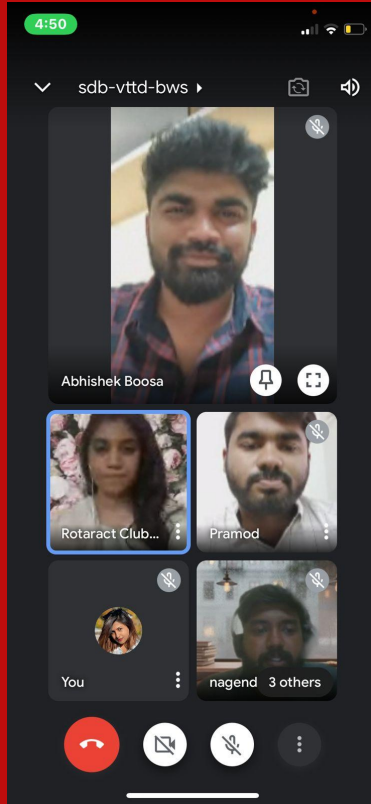 4:50
sdb-vttd-bws
Abhishek Boosa
Rotaract Club...
Pramod
You
nagend 3 others